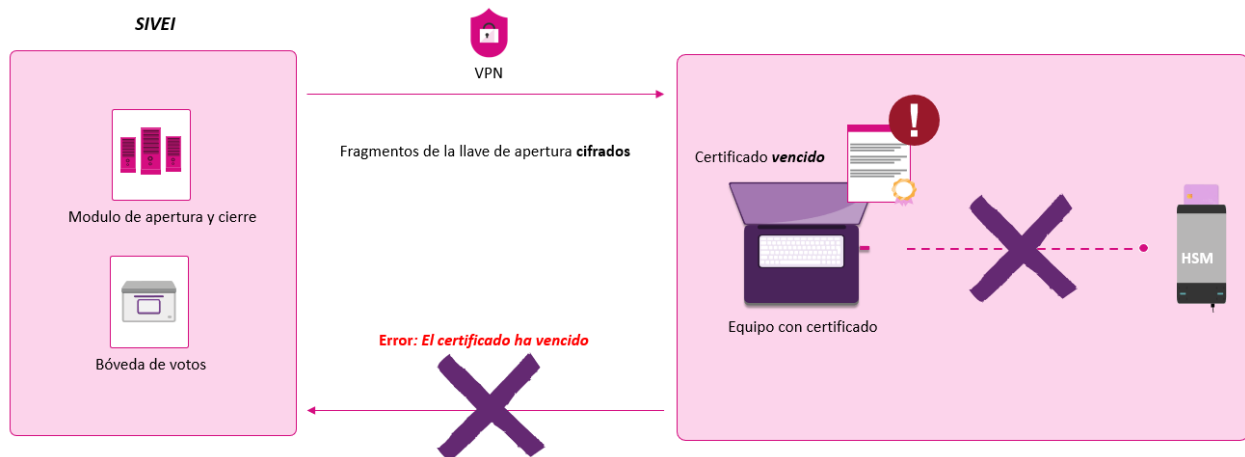 SIVEI
VPN
Fragmentos de la llave de apertura cifrados
Certificado vencido
Modulo de apertura y cierre
HSM
Equipo con certificado
Error: El certificado ha vencido
Bóveda de votos